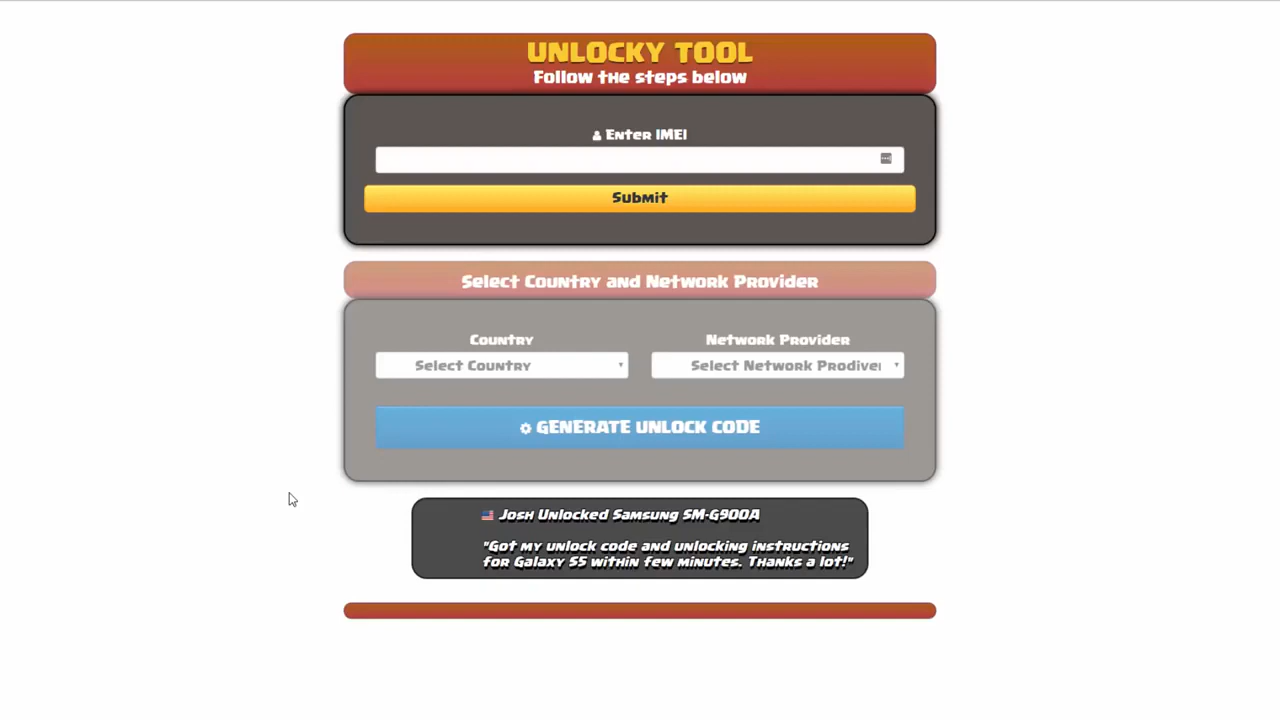 UNLOCKY TOOL
Follow the steps below
Enter IMEI
Submit
Select Country and Network Provider
Country
Network Provider
Select Country
Select Network Prodiver
GENERATE UNLOCK CODE
Josh Unlocked Samsung SM-G900A
"Got my unlock code and unlocking instructions
for Galaxy S5 within few minutes. Thanks a lot!"